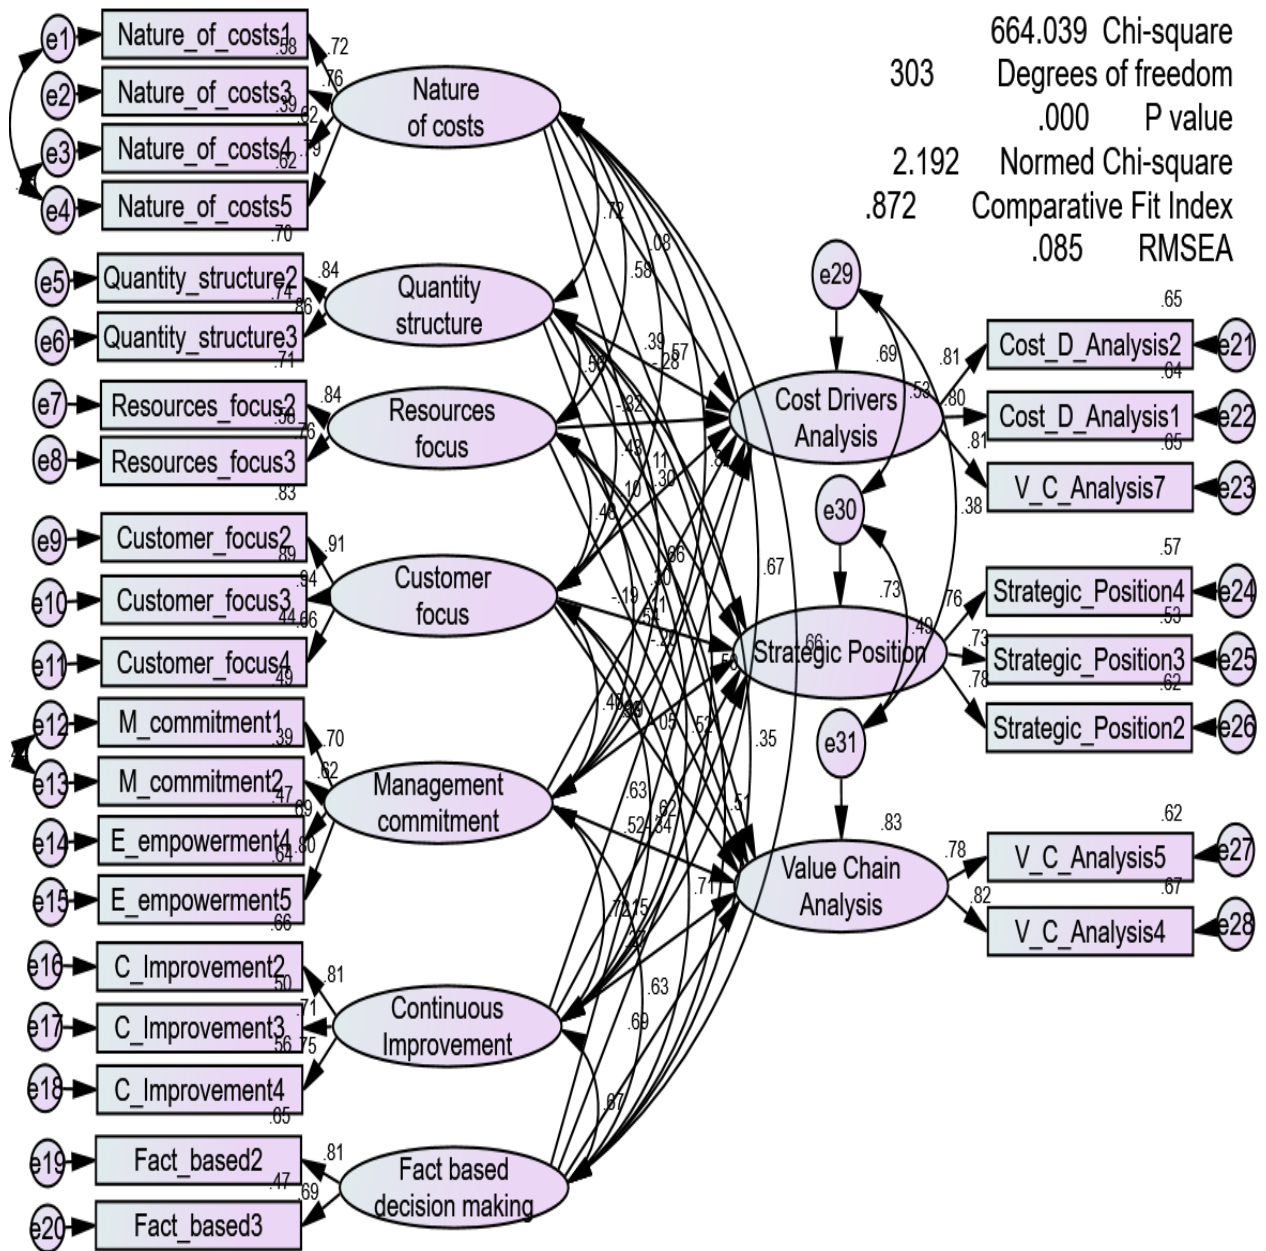 664.039 Chi-square
303 Degrees of freedom
.000 P value
2.192 Normed Chi-square
.872 Comparative Fit Index
.085 RMSEA
e1
Nature_of_costs1
.58
.72
e2
Nature_of_costs3
.39
.76
e3
Nature_of_costs4
.62
.62
e4
Nature_of_costs5
.79
Nature
of costs
.70
e5
Quantity_structure2
.74
.84
e6
Quantity_structure3
.86
Quantity
structure
.71
e7
Resources_focus2
.84
e8
Resources_focus3
.76
Resources
focus
.83
e9
Customer_focus2
.89
.91
e10
Customer_focus3
.44
.94
e11
Customer_focus4
.66
Customer
focus
.49
e12
M_commitment1
.39
.70
e13
M_commitment2
.47
.62
e14
E_empowerment4
.64
.69
e15
E_empowerment5
.80
Management
commitment
.66
e16
C_Improvement2
.50
.81
e17
C_Improvement3
.56
.71
e18
C_Improvement4
.75
Continuous
Improvement
.65
e19
Fact_based2
.47
.81
e20
Fact_based3
.69
Fact based
decision making
.72
.08
.58
.39
.57
-.28
-.32
.43
.11
.30
.10
.67
-.19
.66
.52
.35
.63
.62
.52
.34
.51
.71
.72
.15
.63
.69
.67
e29
.69
.53
Cost Drivers
Analysis
e30
.38
.73
.49
Strategic Position
e31
.83
Value Chain
Analysis
.65
.81
Cost_D_Analysis2
e21
.64
.80
Cost_D_Analysis1
e22
.65
.81
V_C_Analysis7
e23
.57
.76
Strategic_Position4
e24
.53
.73
Strategic_Position3
e25
.62
.78
Strategic_Position2
e26
.62
.78
V_C_Analysis5
e27
.67
.82
V_C_Analysis4
e28